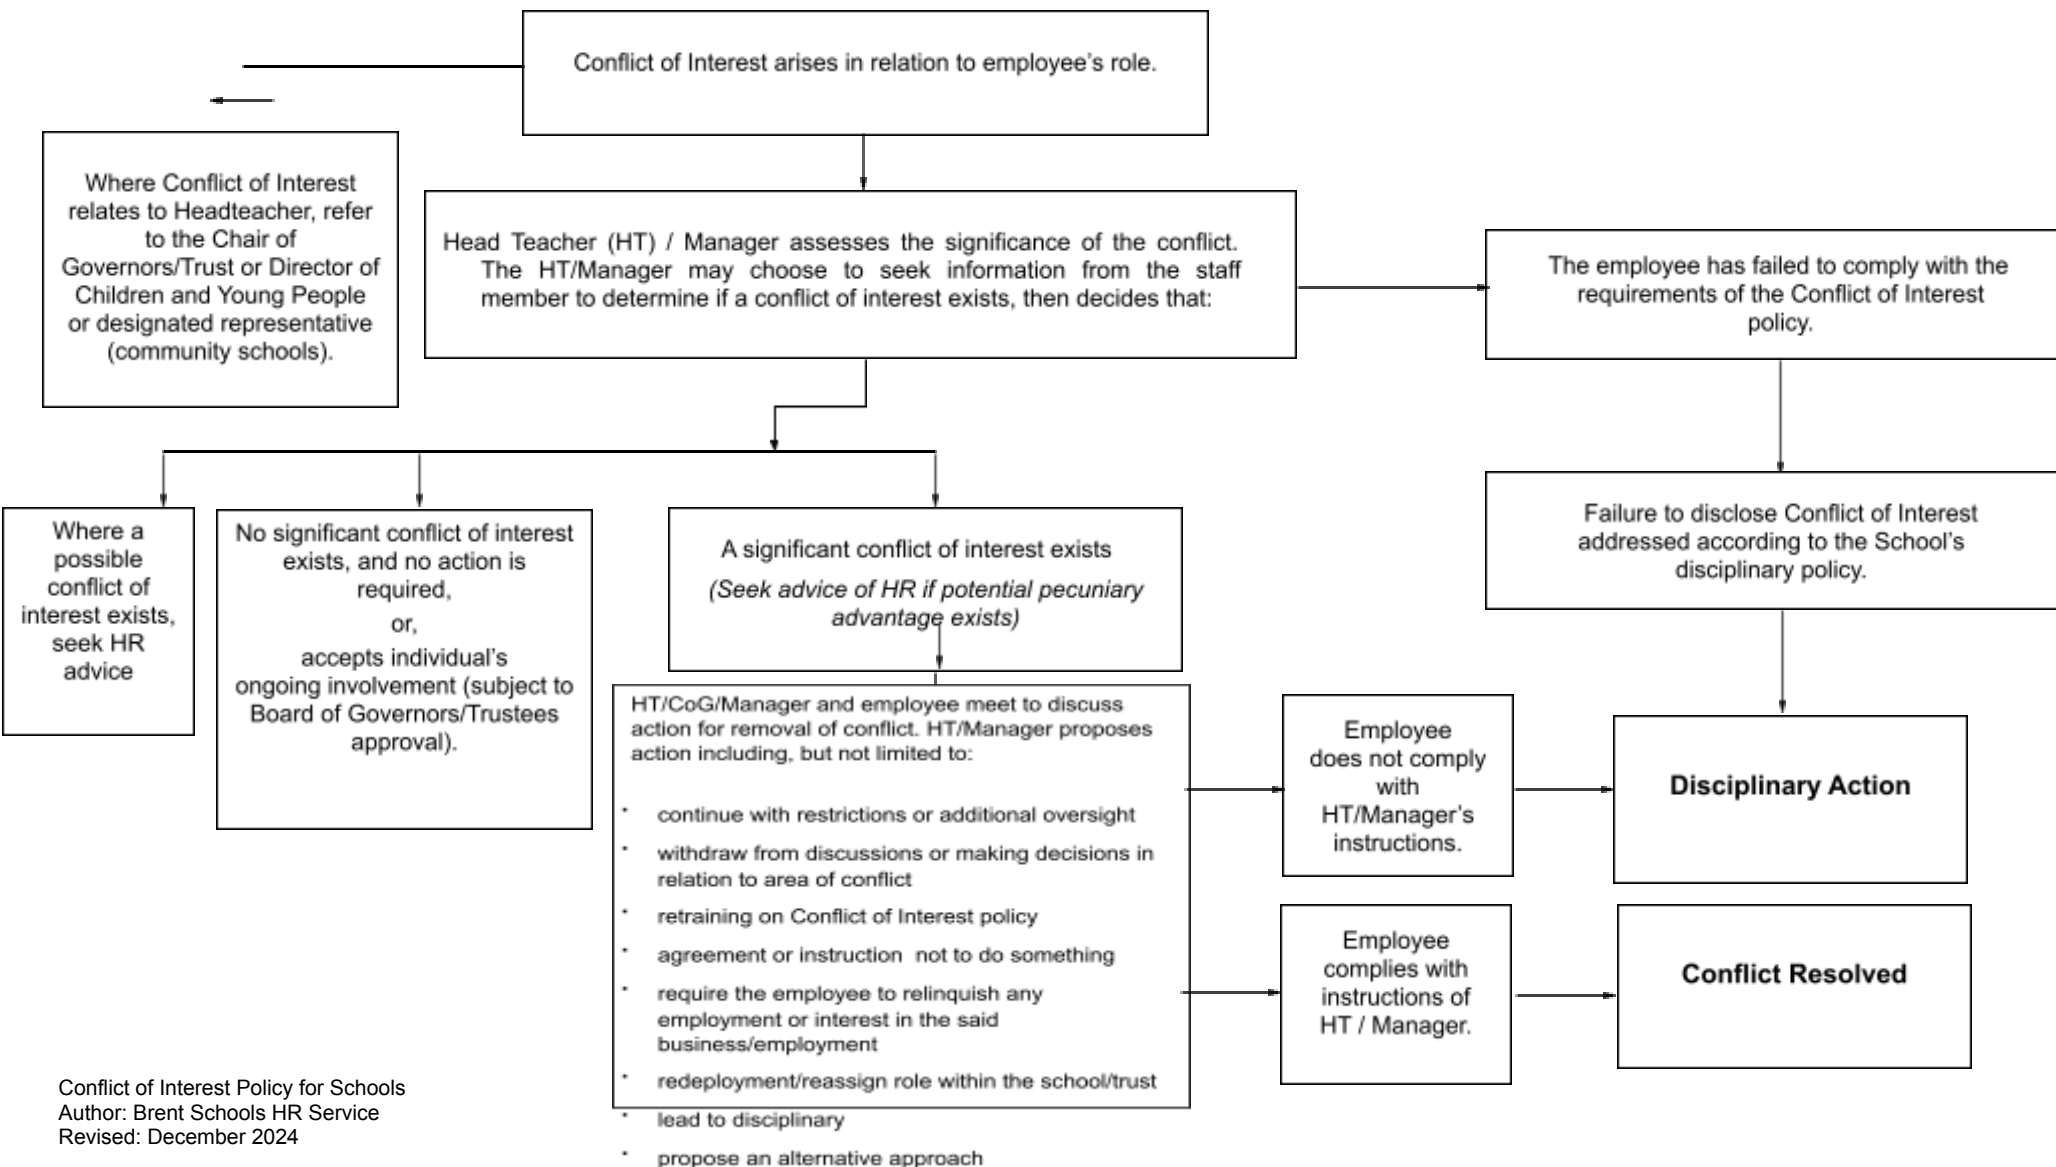 Conflict of Interest arises in relation to employee’s role.
Where Conflict of Interest
relates to Headteacher, refer
to the Chair of
Governors/Trust or Director of
Children and Young People
or designated representative
(community schools).
Head Teacher (HT) / Manager assesses the significance of the conflict.
The HT/Manager may choose to seek information from the staff
member to determine if a conflict of interest exists, then decides that:
The employee has failed to comply with the
requirements of the Conflict of Interest
policy.
Where a
possible
conflict of
interest exists,
seek HR
advice
No significant conflict of interest
exists, and no action is
required,
or,
accepts individual’s
ongoing involvement (subject to
Board of Governors/Trustees
approval).
A significant conflict of interest exists
(Seek advice of HR if potential pecuniary
advantage exists)
Failure to disclose Conflict of Interest
addressed according to the School’s
disciplinary policy.
HT/CoG/Manager and employee meet to discuss
action for removal of conflict. HT/Manager proposes
action including, but not limited to:
· continue with restrictions or additional oversight
· withdraw from discussions or making decisions in
relation to area of conflict
· retraining on Conflict of Interest policy
· agreement or instruction  not to do something
· require the employee to relinquish any
employment or interest in the said
business/employment
· redeployment/reassign role within the school/trust
· lead to disciplinary
· propose an alternative approach
Employee
does not comply
with
HT/Manager’s
instructions.
Disciplinary Action
Employee
complies with
instructions of
HT / Manager.
Conflict Resolved
Conflict of Interest Policy for Schools
Author: Brent Schools HR Service
Revised: December 2024